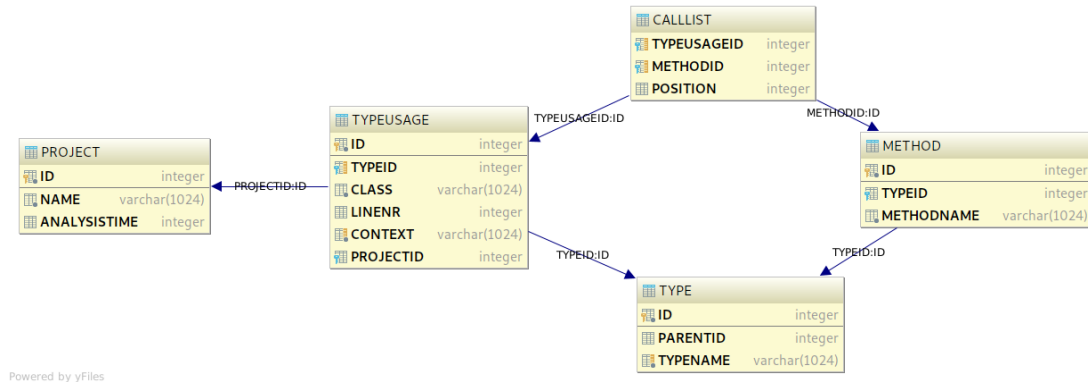 CALLLIST
TYPEUSAGEID integer
METHODID integer
POSITION integer
TYPEUSAGEID:ID
METHODID:ID
TYPEUSAGE
ID integer
TYPEID integer
CLASS varchar(1024)
LINENR integer
CONTEXT varchar(1024)
PROJECTID integer
PROJECT
ID integer
NAME varchar(1024)
ANALYSISTIME integer
PROJECTID:ID
METHOD
ID integer
TYPEID integer
METHODNAME varchar(1024)
TYPEID:ID
TYPEID:ID
TYPE
ID integer
PARENTID integer
TYPENAME varchar(1024)
Powered by yFiles